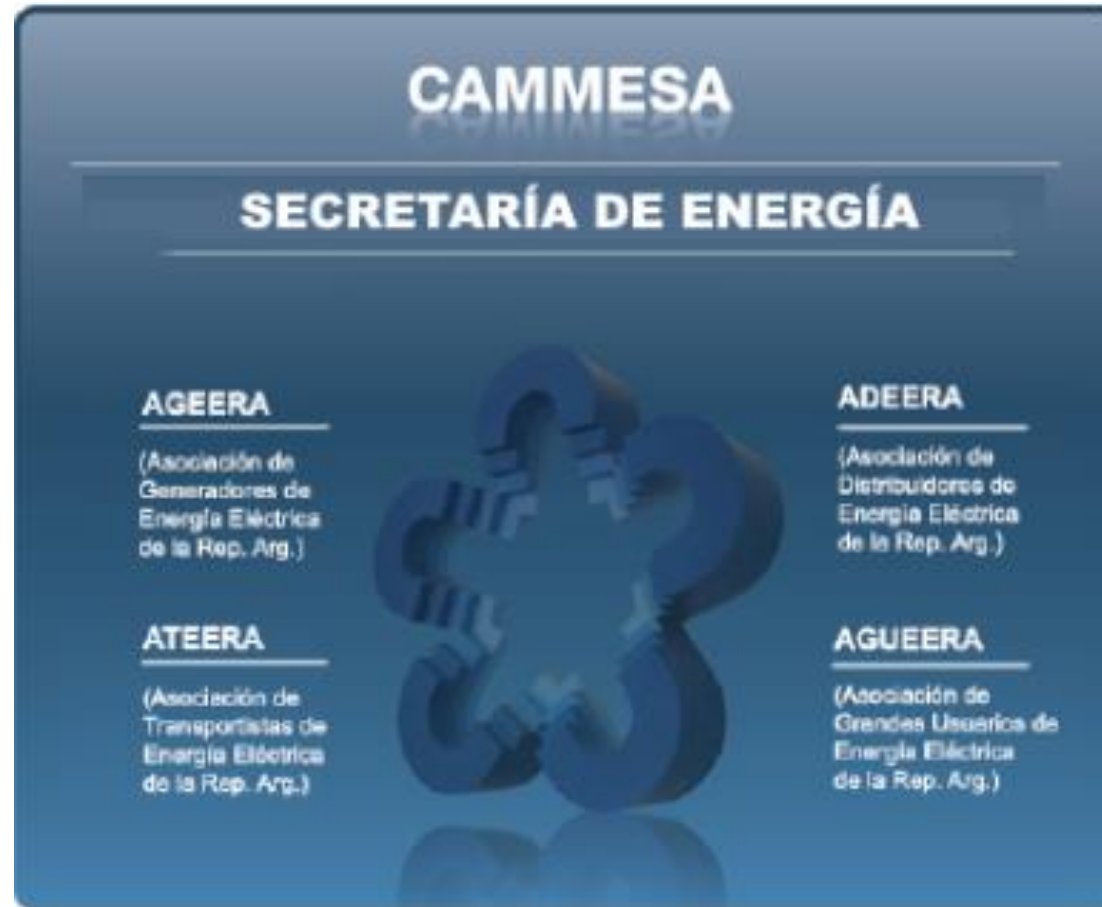 CAMMESA
SECRETARÍA DE ENERGÍA
AGEERA
(Asociación de
Generadores de
Energía Eléctrica
de la Rep. Arg.)
ADEERA
(Asociación de
Distribuidores de
Energía Eléctrica
de la Rep. Arg.)
ATEERA
(Asociación de
Transportistas de
Energía Eléctrica
de la Rep. Arg.)
AGUEERA
(Asociación de
Grandes Usuarios de
Energía Eléctrica
de la Rep. Arg.)